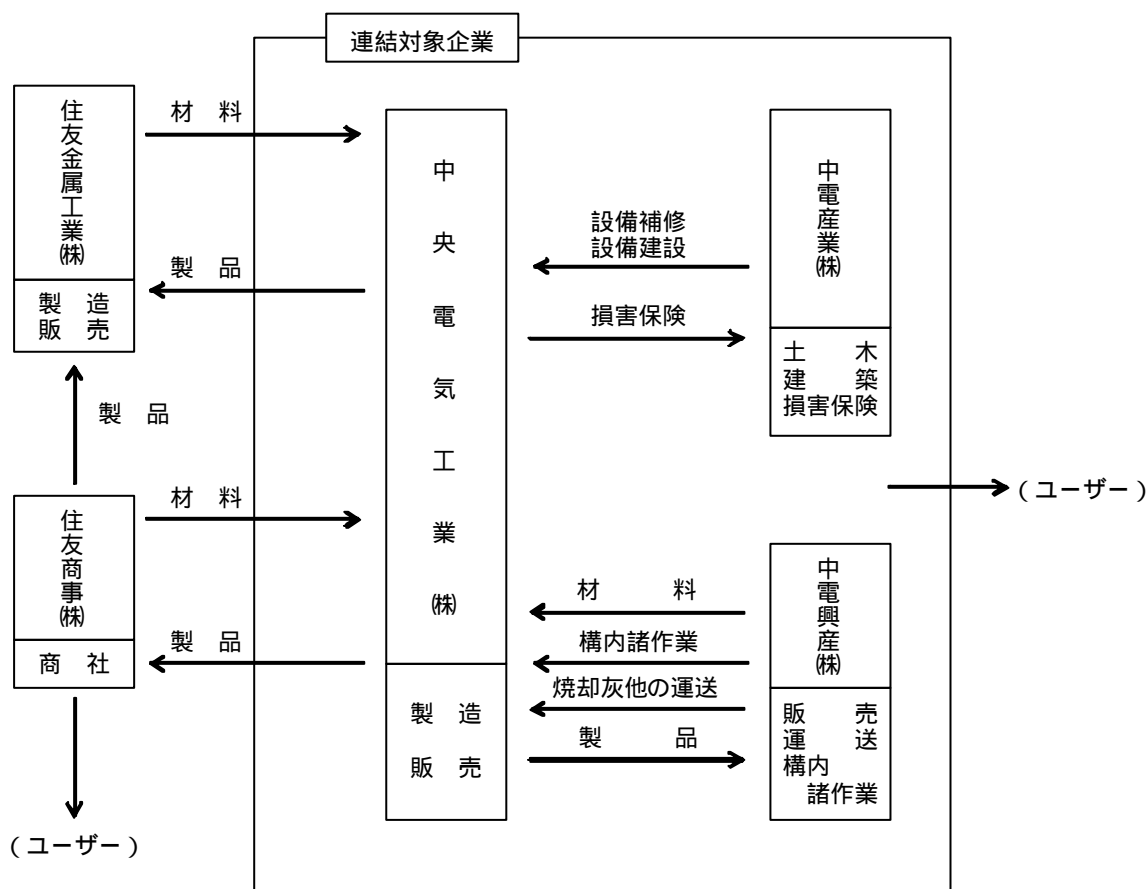 連結対象企業
住友金属工業㈱
製 造
販 売
材 料
製 品
製 品
住友商事㈱
商 社
材 料
製 品
(ユーザー)
中央電気工業㈱
製 造
販 売
設備補修
設備建設
損害保険
中電産業㈱
土 木
建 築
損害保険
(ユーザー)
材 料
構内諸作業
焼却灰他の運送
製 品
中電興産㈱
販 売
運 送
構内
諸作業